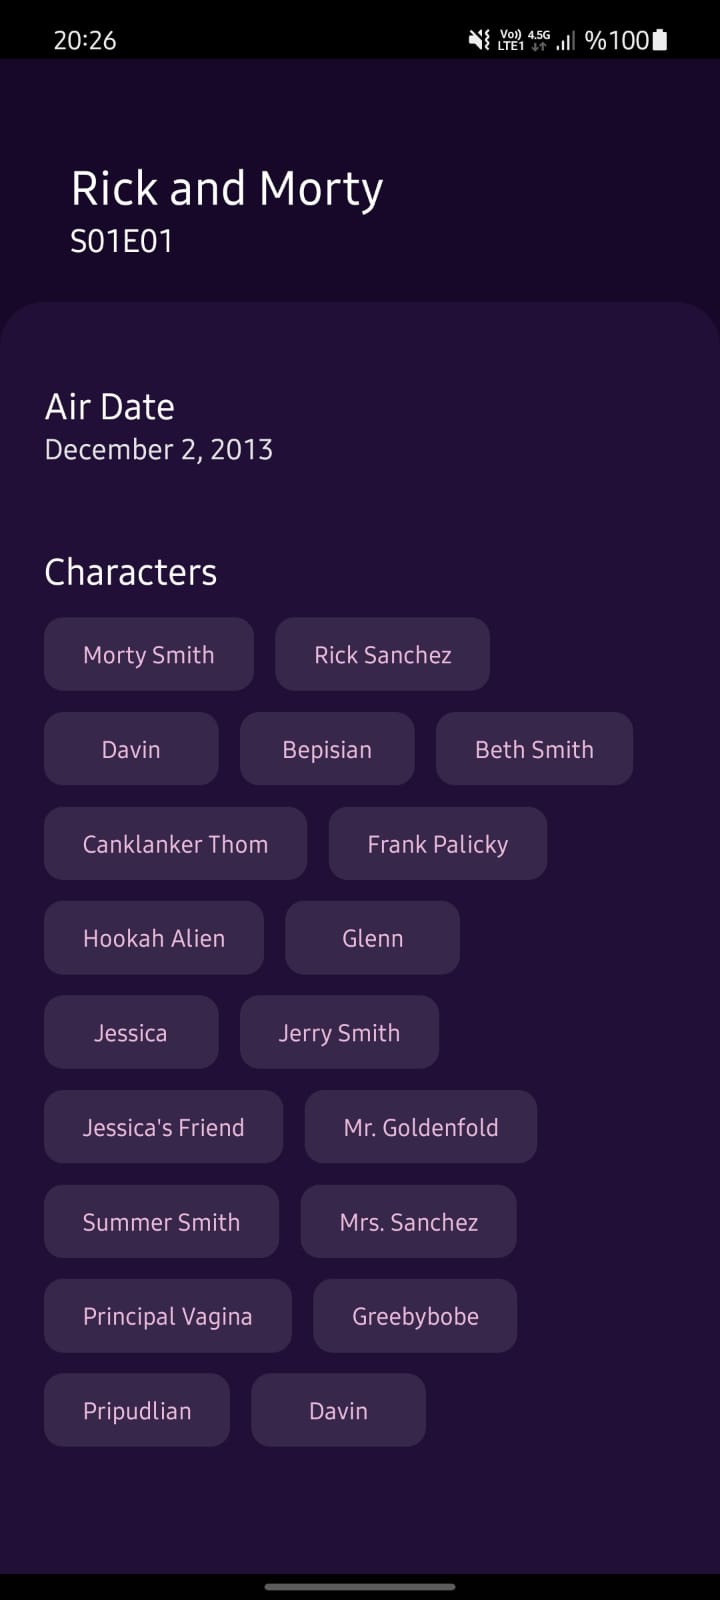 20:26 Vo)) LTE1 4.5G %100
Rick and Morty
S01E01
Air Date
December 2, 2013
Characters
Morty Smith Rick Sanchez
Davin Bepisian Beth Smith
Canklanker Thom Frank Palicky
Hookah Alien Glenn
Jessica Jerry Smith
Jessica's Friend Mr. Goldenfold
Summer Smith Mrs. Sanchez
Principal Vagina Greebybobe
Pripudlian Davin